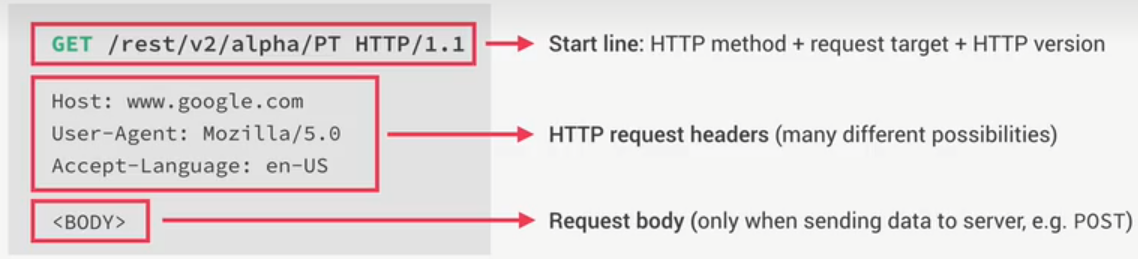 GET /rest/v2/alpha/PT HTTP/1.1
Start line: HTTP method + request target + HTTP version
Host: www.google.com
User-Agent: Mozilla/5.0
Accept-Language: en-US
HTTP request headers (many different possibilities)
<BODY>
Request body (only when sending data to server, e.g. POST)